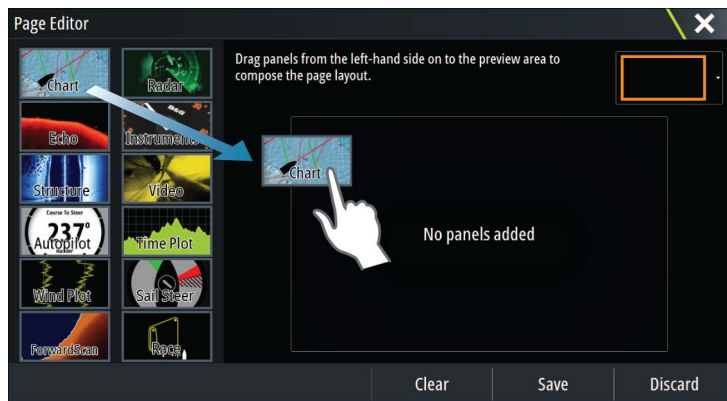 Page Editor
Chart
Radar
Echo
Instruments
Structure
Video
Course To Steer
237°
Autopilot
Number
Time Plot
Wind Plot
Sail Steer
ForwardScan
Race
Drag panels from the left-hand side on to the preview area to
compose the page layout.
Chart
No panels added
Clear
Save
Discard